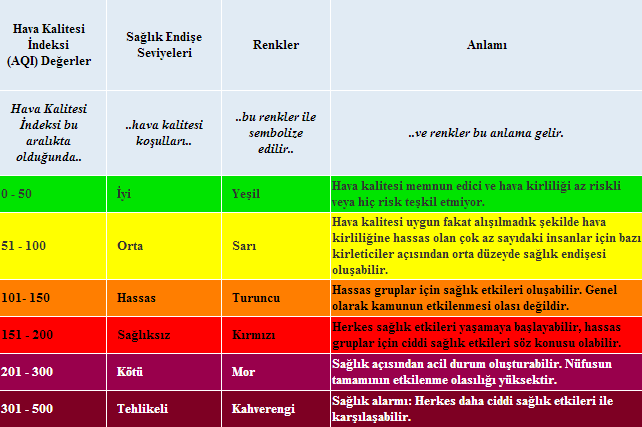 Hava Kalitesi
İndeksi
(AQI) Değerler
Sağlık Endişe
Seviyeleri
Renkler
Anlamı
Hava Kalitesi
İndeksi bu
aralıkta
olduğunda..
..hava kalitesi
koşulları..
..bu renkler ile
sembolize
edilir..
..ve renkler bu anlama gelir.
0 - 50
İyi
Yeşil
Hava kalitesi memnun edici ve hava kirliliği az riskli
veya hiç risk teşkil etmiyor.
51 - 100
Orta
Sarı
Hava kalitesi uygun fakat alışılmadık şekilde hava
kirliliğine hassas olan çok az sayıdaki insanlar için bazı
kirleticiler açısından orta düzeyde sağlık endişesi
oluşabilir.
101- 150
Hassas
Turuncu
Hassas gruplar için sağlık etkileri oluşabilir. Genel
olarak kamunun etkilenmesi olası değildir.
151 - 200
Sağlıksız
Kırmızı
Herkes sağlık etkileri yaşamaya başlayabilir, hassas
gruplar için ciddi sağlık etkileri söz konusu olabilir.
201 - 300
Kötü
Mor
Sağlık açısından acil durum oluşturabilir. Nüfusun
tamamının etkilenme olasılığı yüksektir.
301 - 500
Tehlikeli
Kahverengi
Sağlık alarmı: Herkes daha ciddi sağlık etkileri ile
karşılaşabilir.